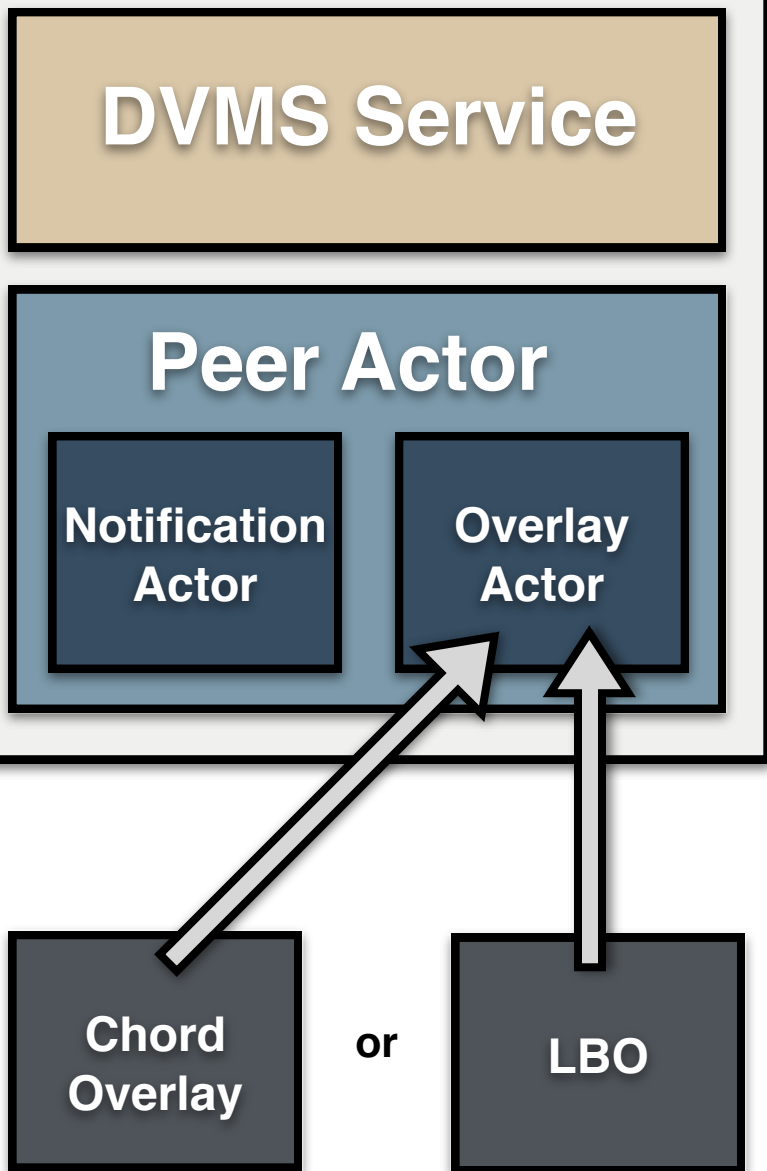 DVMS Service
Peer Actor
Notification
Actor
Overlay
Actor
Chord
Overlay
or
LBO